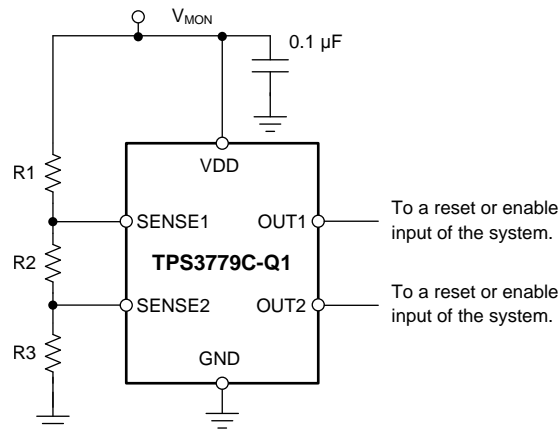 VMON
0.1 µF
R1
VDD
SENSE1
OUT1
To a reset or enable
input of the system.
R2
TPS3779C-Q1
SENSE2
OUT2
To a reset or enable
input of the system.
R3
GND